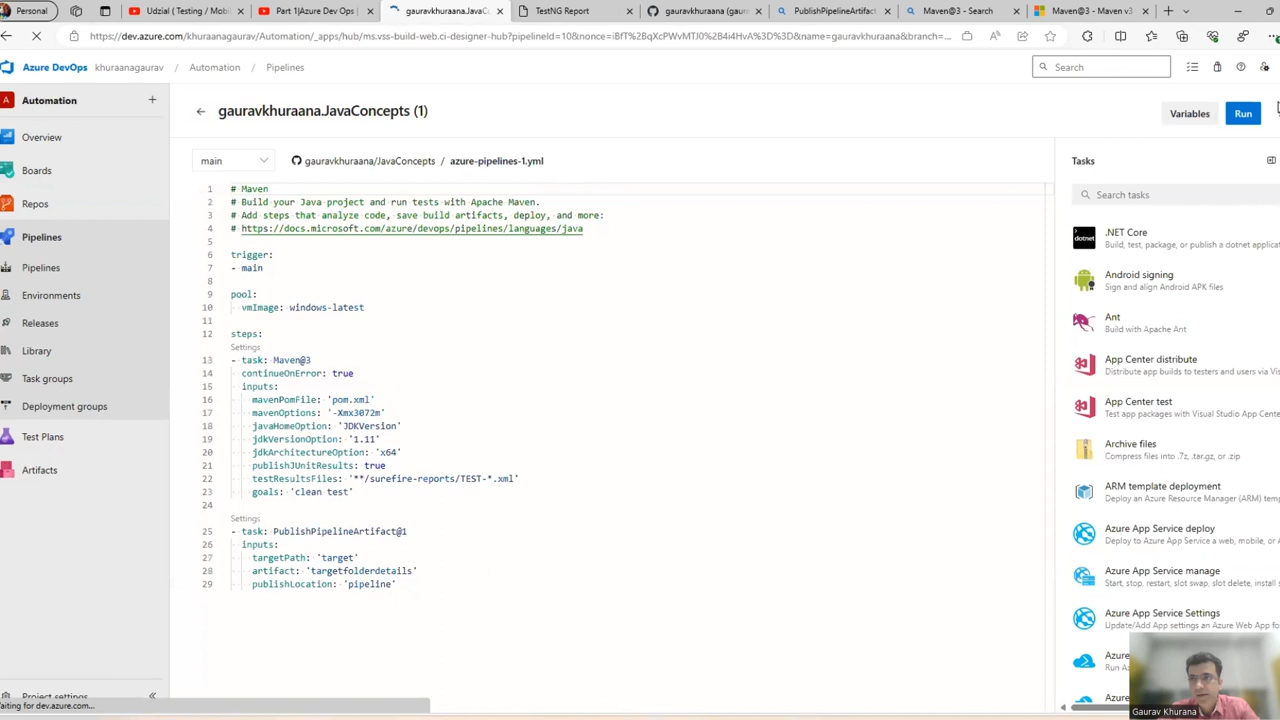 Personal
Udzial ( Testing / Mobil
Part 1|Azure Dev Ops |
gauravkhuraana.JavaCo
TestNG Report
gauravkhuraana (gaur
PublishPipelineArtifac
Maven@3 - Search
Maven@3 - Maven v3
https://dev.azure.com/khuraanagaurav/Automation/_apps/hub/ms.vss-build-web.ci-designer-hub?pipelineId=10&nonce=iBfT%2BqXcPWvMTJ0%2B4i4HvA%3D%3D&name=gauravkhuraana&branch=...
Azure DevOps
khuraanagaurav / Automation / Pipelines
Search
A Automation
Overview
Boards
Repos
Pipelines
Pipelines
Environments
Releases
Library
Task groups
Deployment groups
Test Plans
Artifacts
Project settings
aiting for dev.azure.com...
gauravkhuraana.JavaConcepts (1)
Variables
Run
main
gauravkhuraana/JavaConcepts / azure-pipelines-1.yml
1 # Maven
2 # Build your Java project and run tests with Apache Maven.
3 # Add steps that analyze code, save build artifacts, deploy, and more:
4 # https://docs.microsoft.com/azure/devops/pipelines/languages/java
5
6 trigger:
7 - main
8
9 pool:
10 vmImage: windows-latest
11
12 steps:
Settings
13 - task: Maven@3
14 continueOnError: true
15 inputs:
16 mavenPomFile: 'pom.xml'
17 mavenOptions: '-Xmx3072m'
18 javaHomeOption: 'JDKVersion'
19 jdkVersionOption: '1.11'
20 jdkArchitectureOption: 'x64'
21 publishJUnitResults: true
22 testResultsFiles: '**/surefire-reports/TEST-*.xml'
23 goals: 'clean test'
24
Settings
25 - task: PublishPipelineArtifact@1
26 inputs:
27 targetPath: 'target'
28 artifact: 'targetfolderdetails'
29 publishLocation: 'pipeline'
Tasks
Search tasks
.NET Core
Build, test, package, or publish a dotnet applica
Android signing
Sign and align Android APK files
Ant
Build with Apache Ant
App Center distribute
Distribute app builds to testers and users via Vis
App Center test
Test app packages with Visual Studio App Center
Archive files
Compress files into .7z, .tar.gz, or .zip.
ARM template deployment
Deploy an Azure Resource Manager (ARM) temp
Azure App Service deploy
Deploy to Azure App Service a web, mobile, or A
Azure App Service manage
Start, stop, restart, slot swap, slot delete, install s
Azure App Service Settings
Update/Add App settings an Azure Web App for
Azure
Run A
Azure
Gaurav Khurana